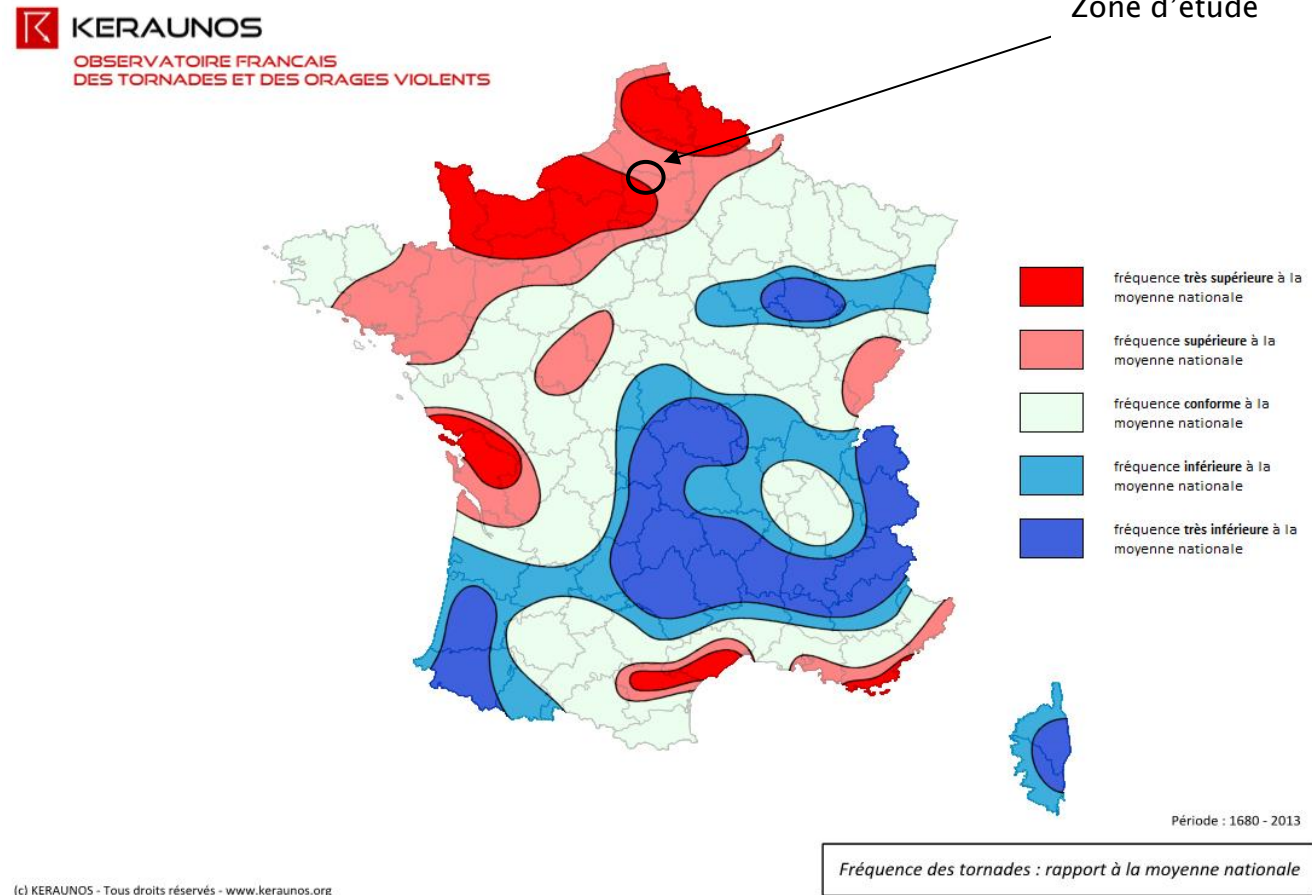 Zone d'étude
KERAUNOS
OBSERVATOIRE FRANCAIS
DES TORNADES ET DES ORAGES VIOLENTS
fréquence très supérieure à la
moyenne nationale
fréquence supérieure à la
moyenne nationale
fréquence conforme à la
moyenne nationale
fréquence inférieure à la
moyenne nationale
fréquence très inférieure à la
moyenne nationale
Période : 1680 - 2013
Fréquence des tornades : rapport à la moyenne nationale
(c) KERAUNOS - Tous droits réservés - www.keraunos.org